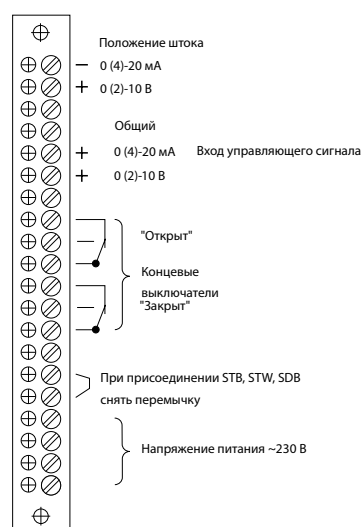 Положение штока
– 0 (4)-20 мА
+ 0 (2)-10 В
Общий
+ 0 (4)-20 мА Вход управляющего сигнала
+ 0 (2)-10 В
"Открыт"
Концевые
выключатели
"Закрыт"
При присоединении STB, STW, SDB
снять перемычку
Напряжение питания ~230 В